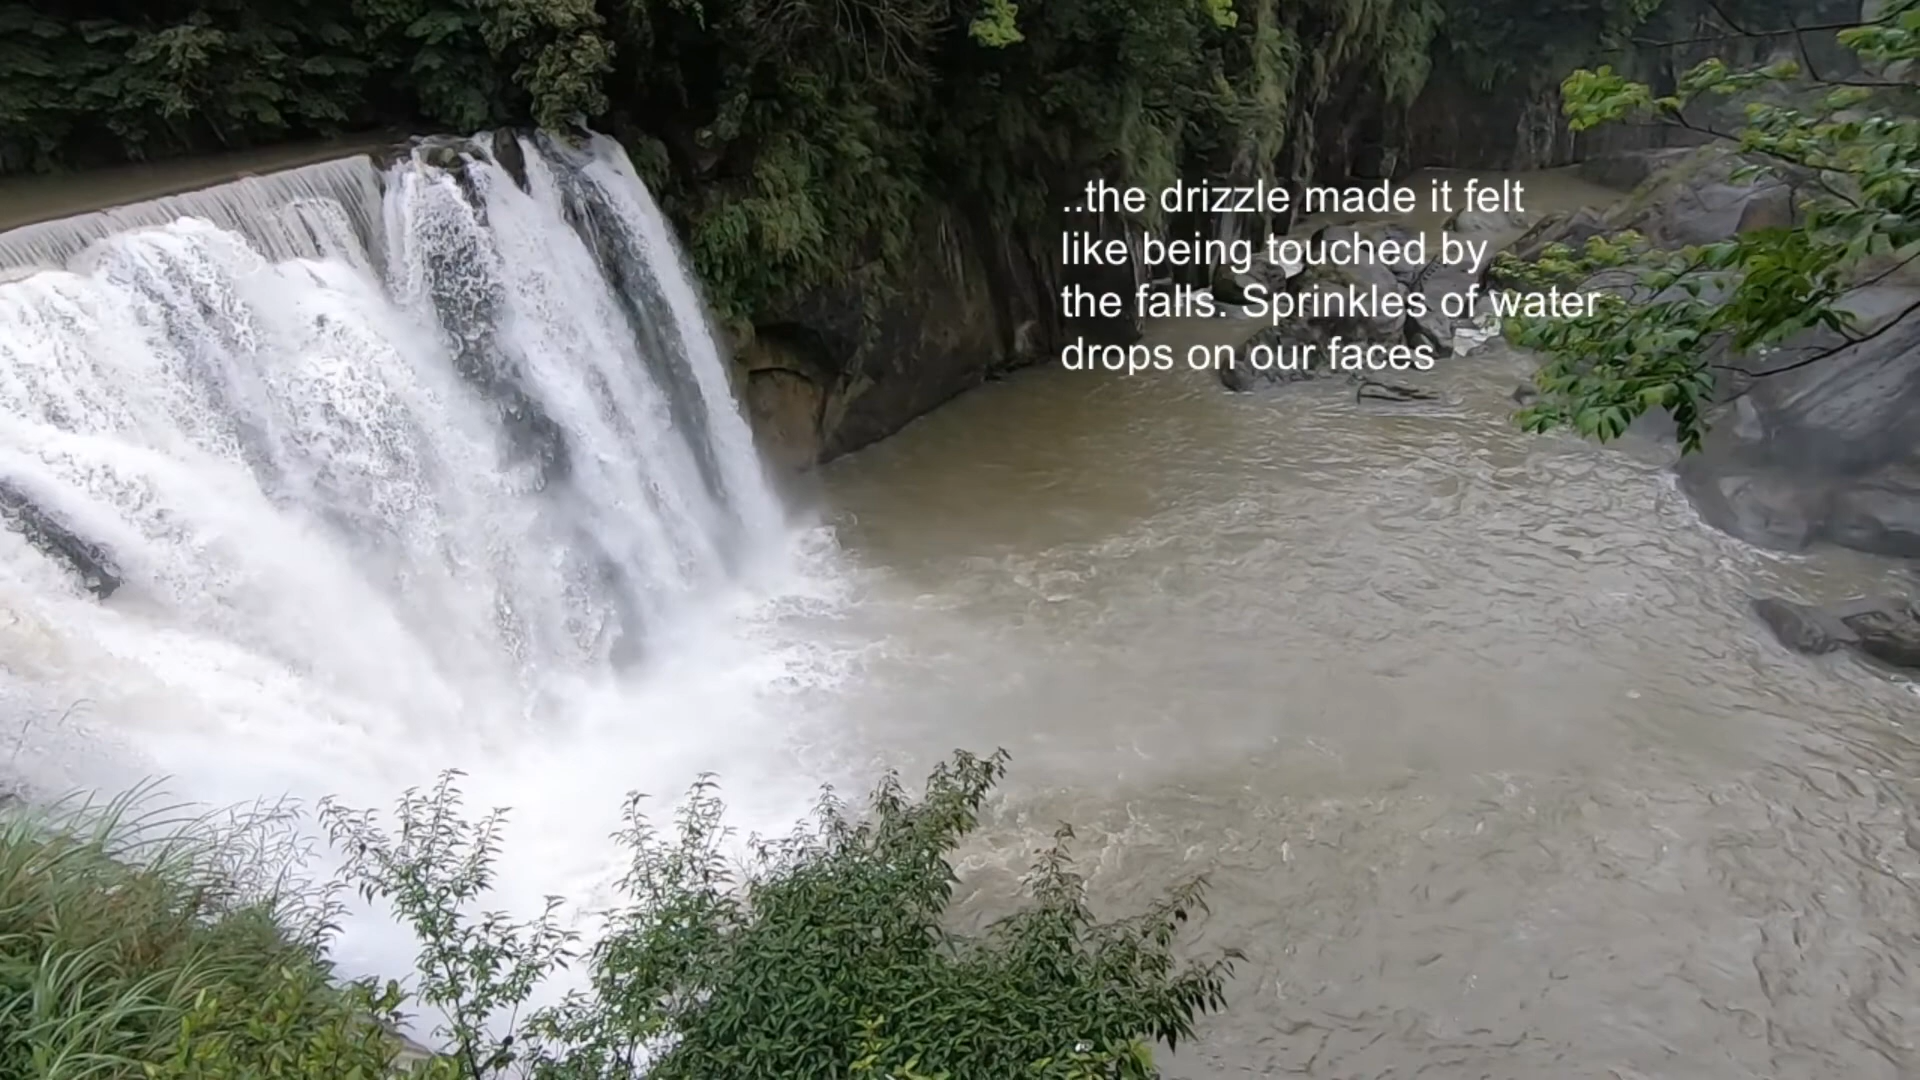 ..the drizzle made it felt
like being touched by
the falls. Sprinkles of water
drops on our faces